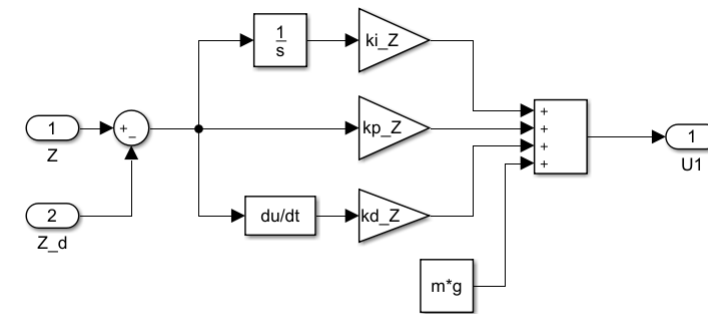 1
s
ki_Z
1
Z
+
_
kp_Z
+
+
+
+
1
U1
2
Z_d
du/dt
kd_Z
m*g